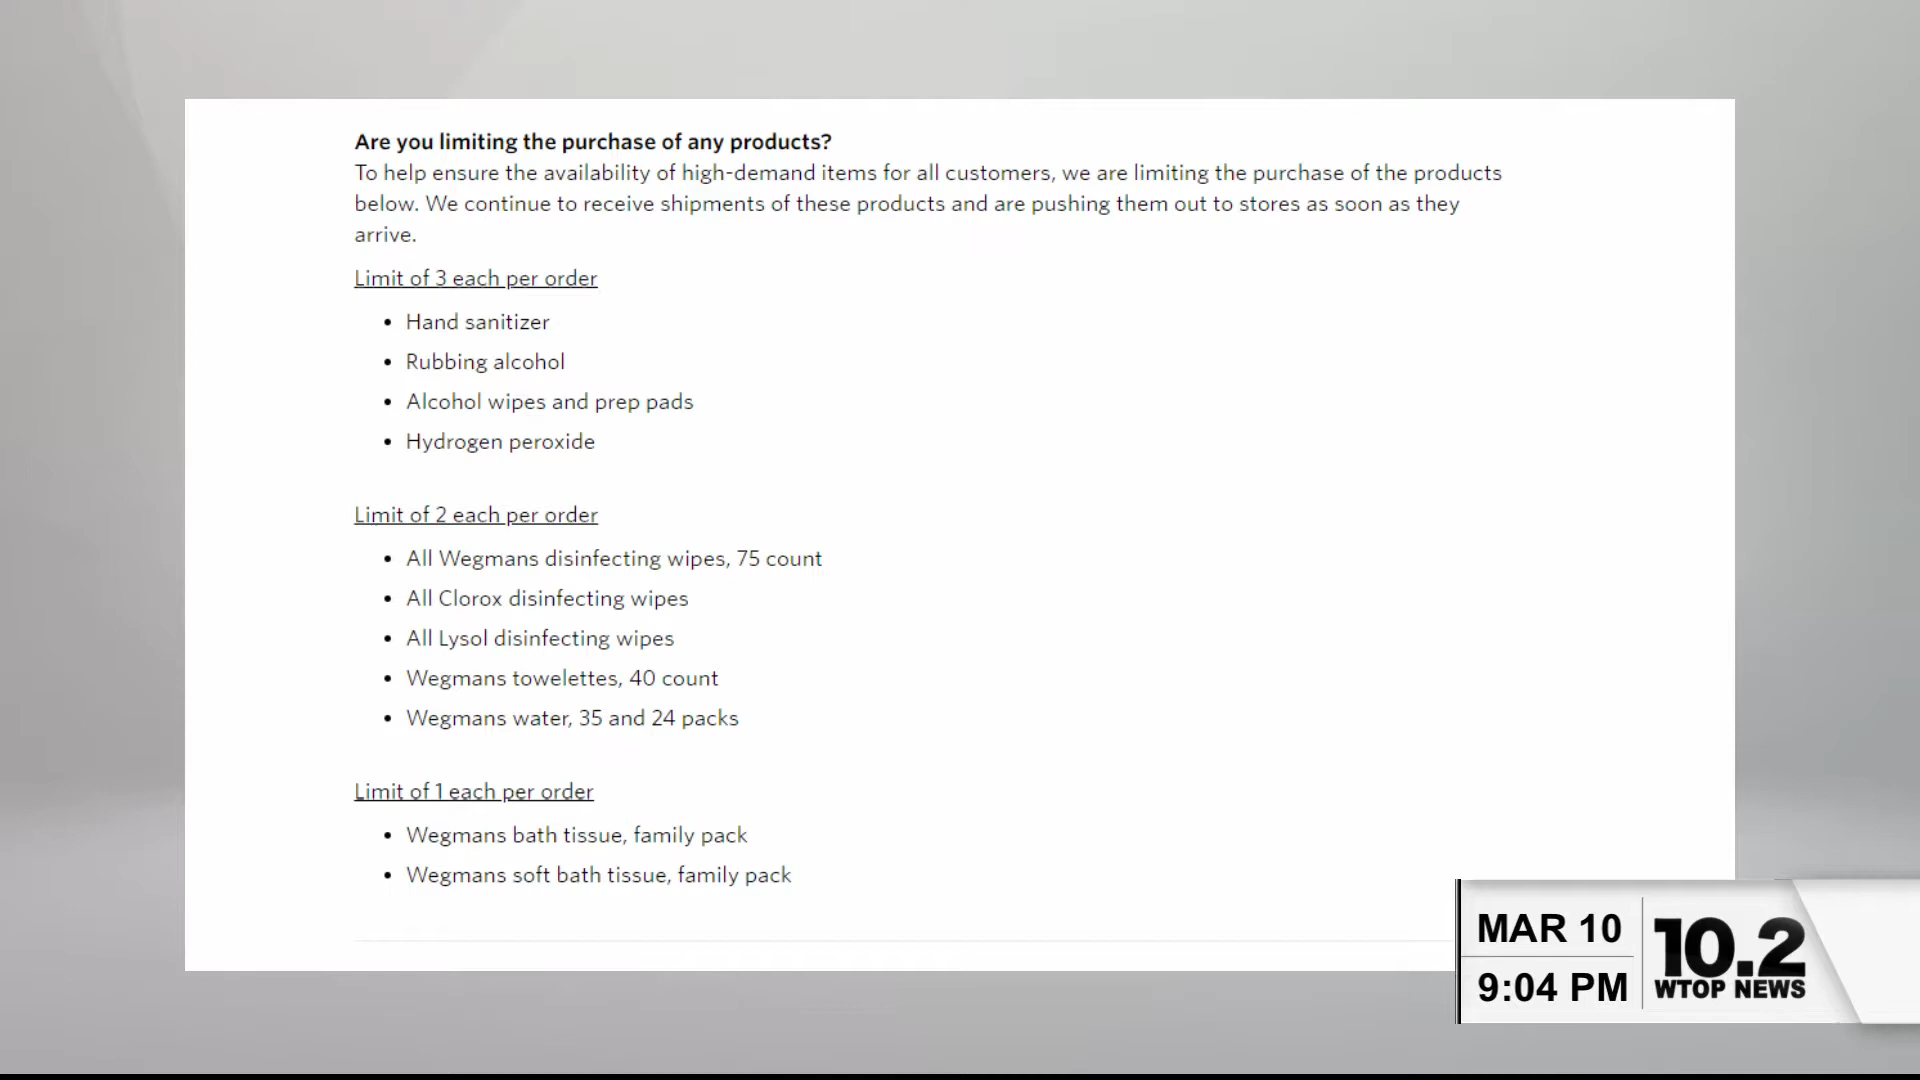 Are you limiting the purchase of any products?
To help ensure the availability of high-demand items for all customers, we are limiting the purchase of the products
below. We continue to receive shipments of these products and are pushing them out to stores as soon as they
arrive.
Limit of 3 each per order
• Hand sanitizer
• Rubbing alcohol
• Alcohol wipes and prep pads
• Hydrogen peroxide
Limit of 2 each per order
• All Wegmans disinfecting wipes, 75 count
• All Clorox disinfecting wipes
• All Lysol disinfecting wipes
• Wegmans towelettes, 40 count
• Wegmans water, 35 and 24 packs
Limit of 1 each per order
• Wegmans bath tissue, family pack
• Wegmans soft bath tissue, family pack
MAR 10
9:04 PM
10.2
WTOP NEWS